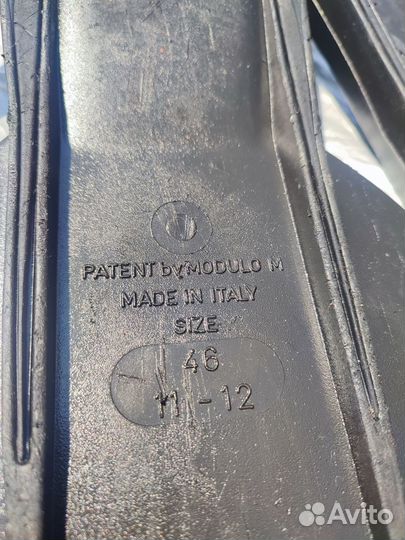 PATENT by MODULO M
MADE IN ITALY
SIZE
46
11-12
Avito